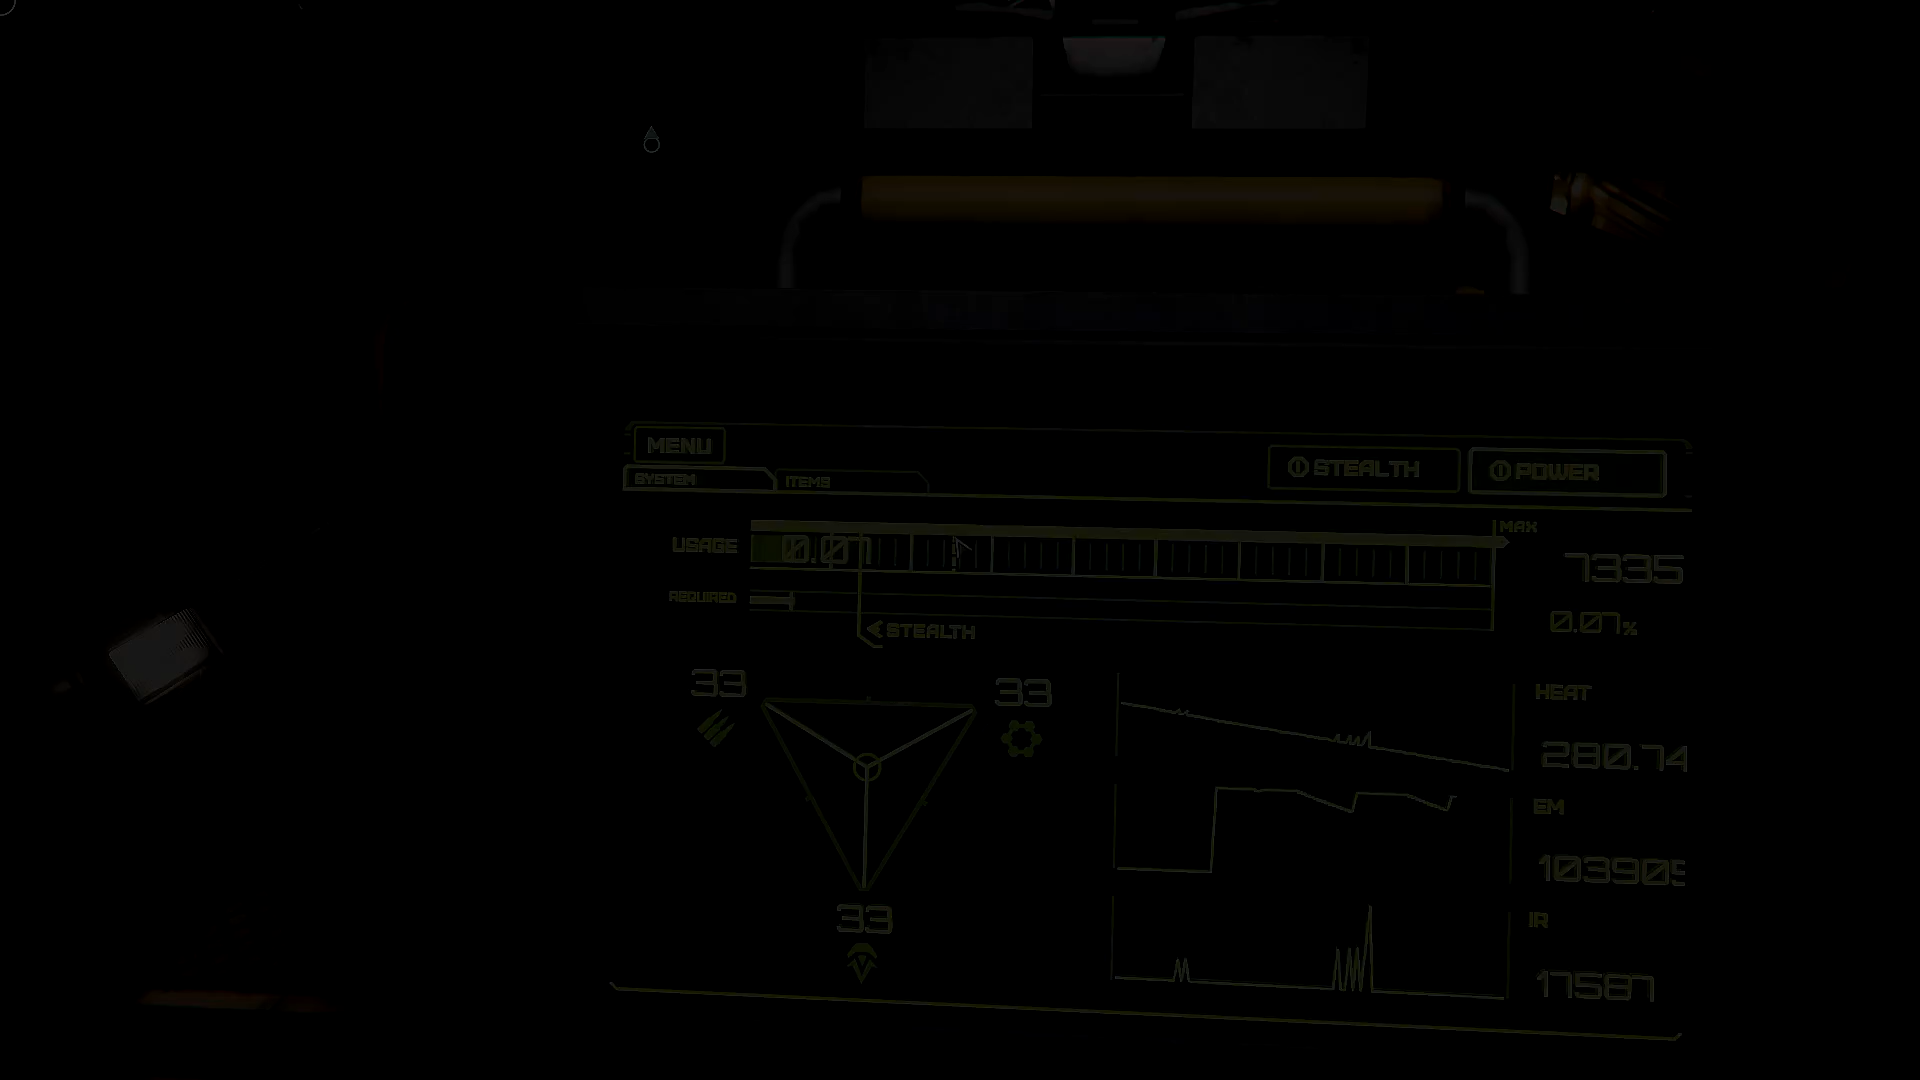 MENU
STEALTH
POWER
SYSTEM
ITEMS
MAX
USAGE
0.07
7335
REQUIRED
0.07%
STEALTH
33
33
HEAT
280.74
EM
103905
33
IR
17587